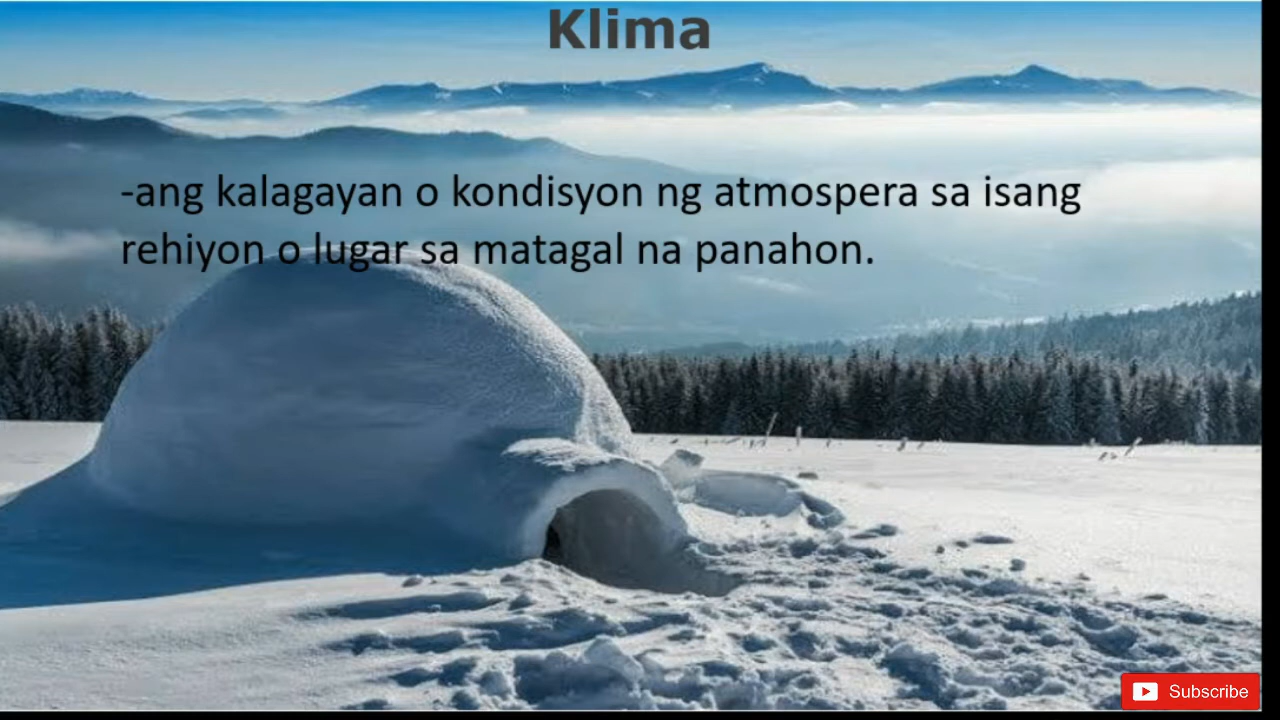 Klima
-ang kalagayan o kondisyon ng atmospera sa isang
rehiyon o lugar sa matagal na panahon.
Subscribe